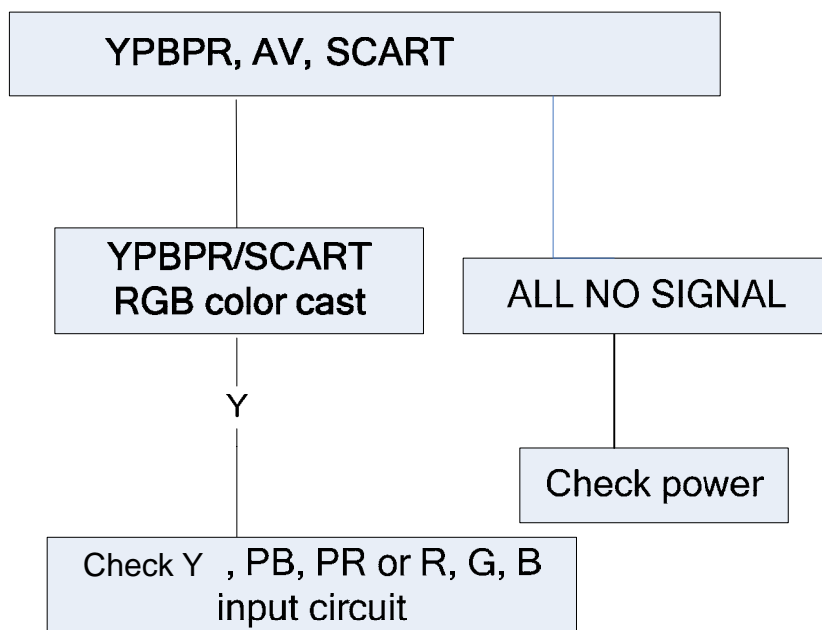 YPBPR, AV, SCART
YPBPR/SCART
RGB color cast
ALL NO SIGNAL
Y
Check power
Check Y , PB, PR or R, G, B
input circuit